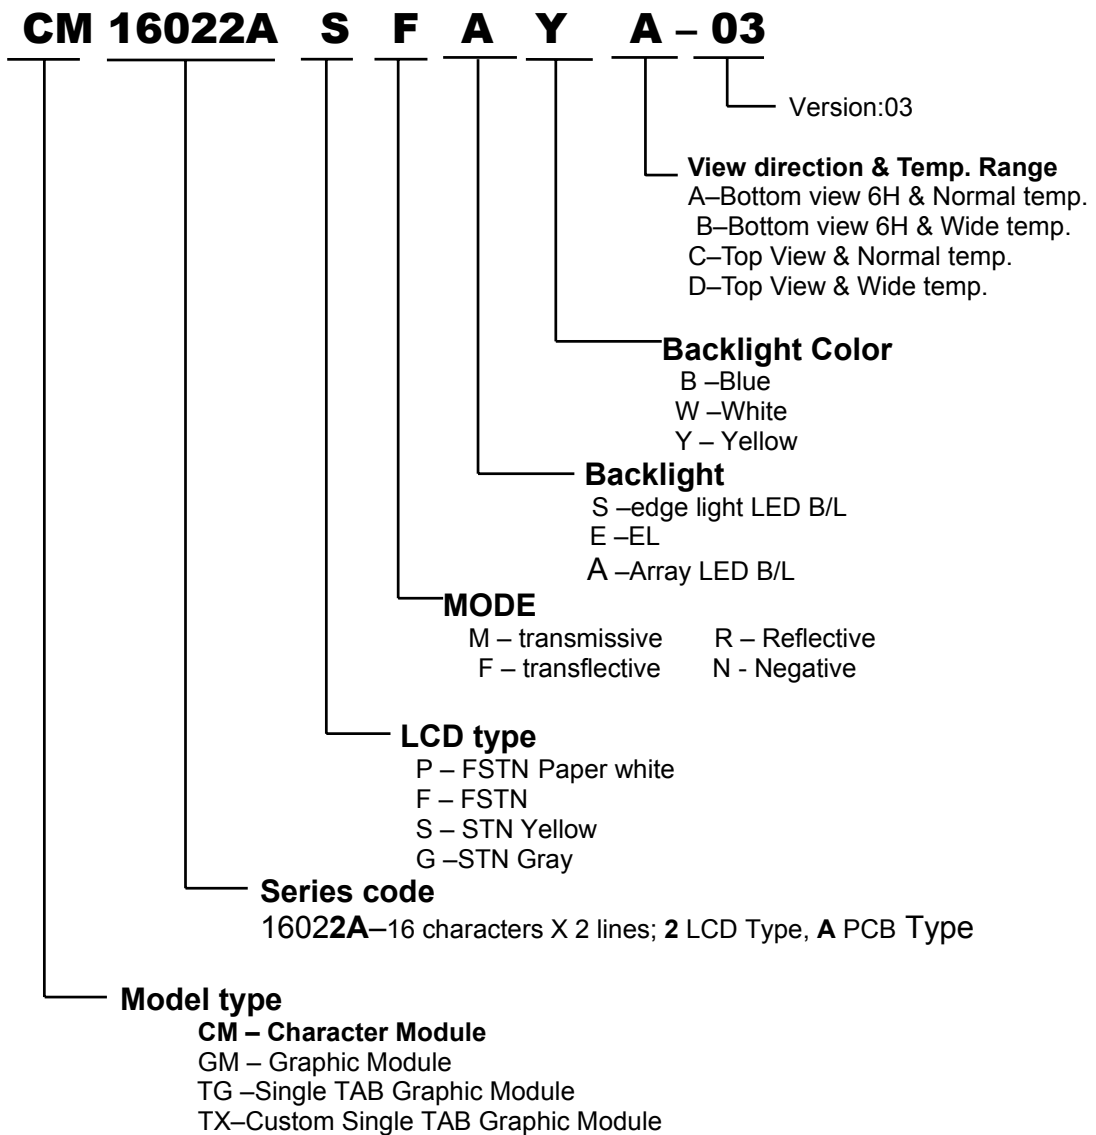 CM 16022A S F A Y A – 03
Version:03
View direction & Temp. Range
A–Bottom view 6H & Normal temp.
B–Bottom view 6H & Wide temp.
C–Top View & Normal temp.
D–Top View & Wide temp.
Backlight Color
B –Blue
W –White
Y – Yellow
Backlight
S –edge light LED B/L
E –EL
A –Array LED B/L
MODE
M – transmissive R – Reflective
F – transflective N - Negative
LCD type
P – FSTN Paper white
F – FSTN
S – STN Yellow
G –STN Gray
Series code
16022A–16 characters X 2 lines; 2 LCD Type, A PCB Type
Model type
CM – Character Module
GM – Graphic Module
TG –Single TAB Graphic Module
TX–Custom Single TAB Graphic Module